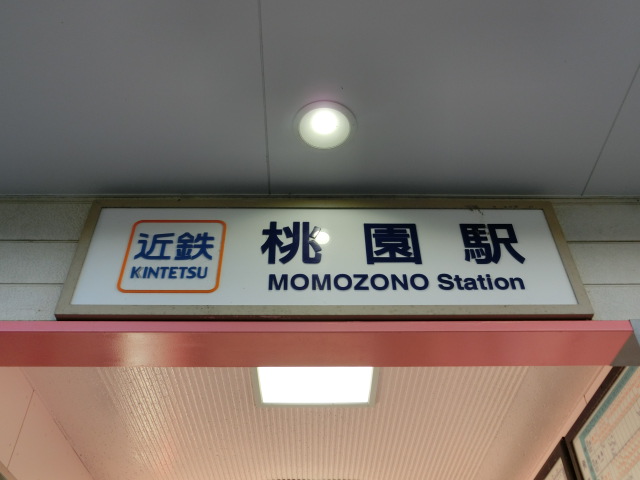 近鉄
KINTETSU
桃園駅
MOMOZONO Station